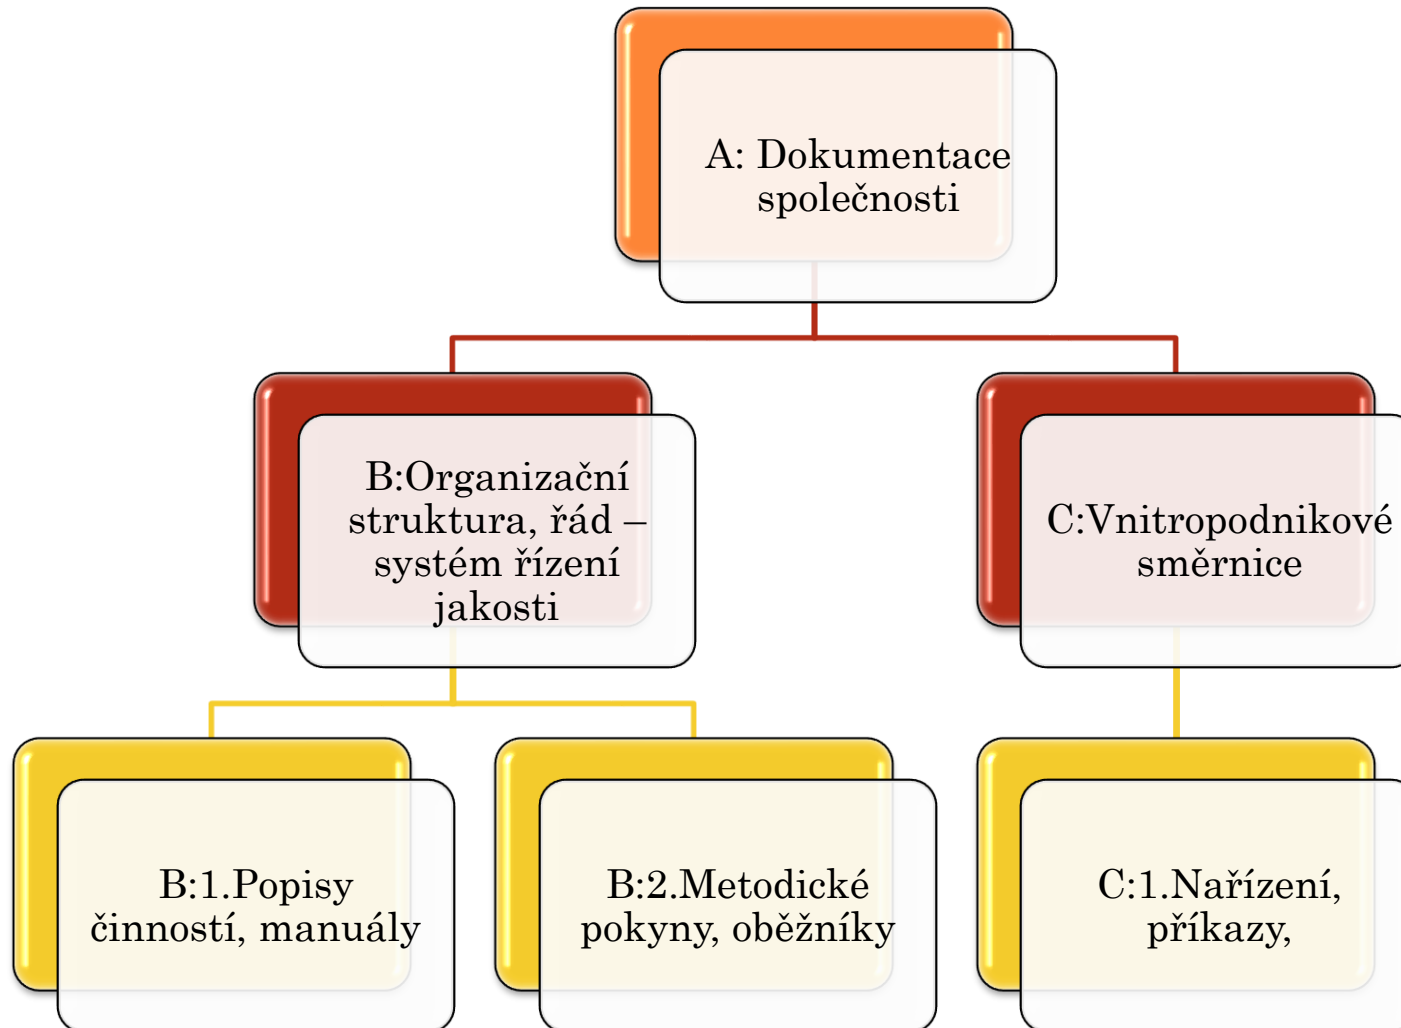 A: Dokumentace
společnosti
B:Organizační
struktura, řád –
systém řízení
jakosti
C:Vnitropodnikové
směrnice
B:1.Popisy
činností, manuály
B:2.Metodické
pokyny, oběžníky
C:1.Nařízení,
příkazy,